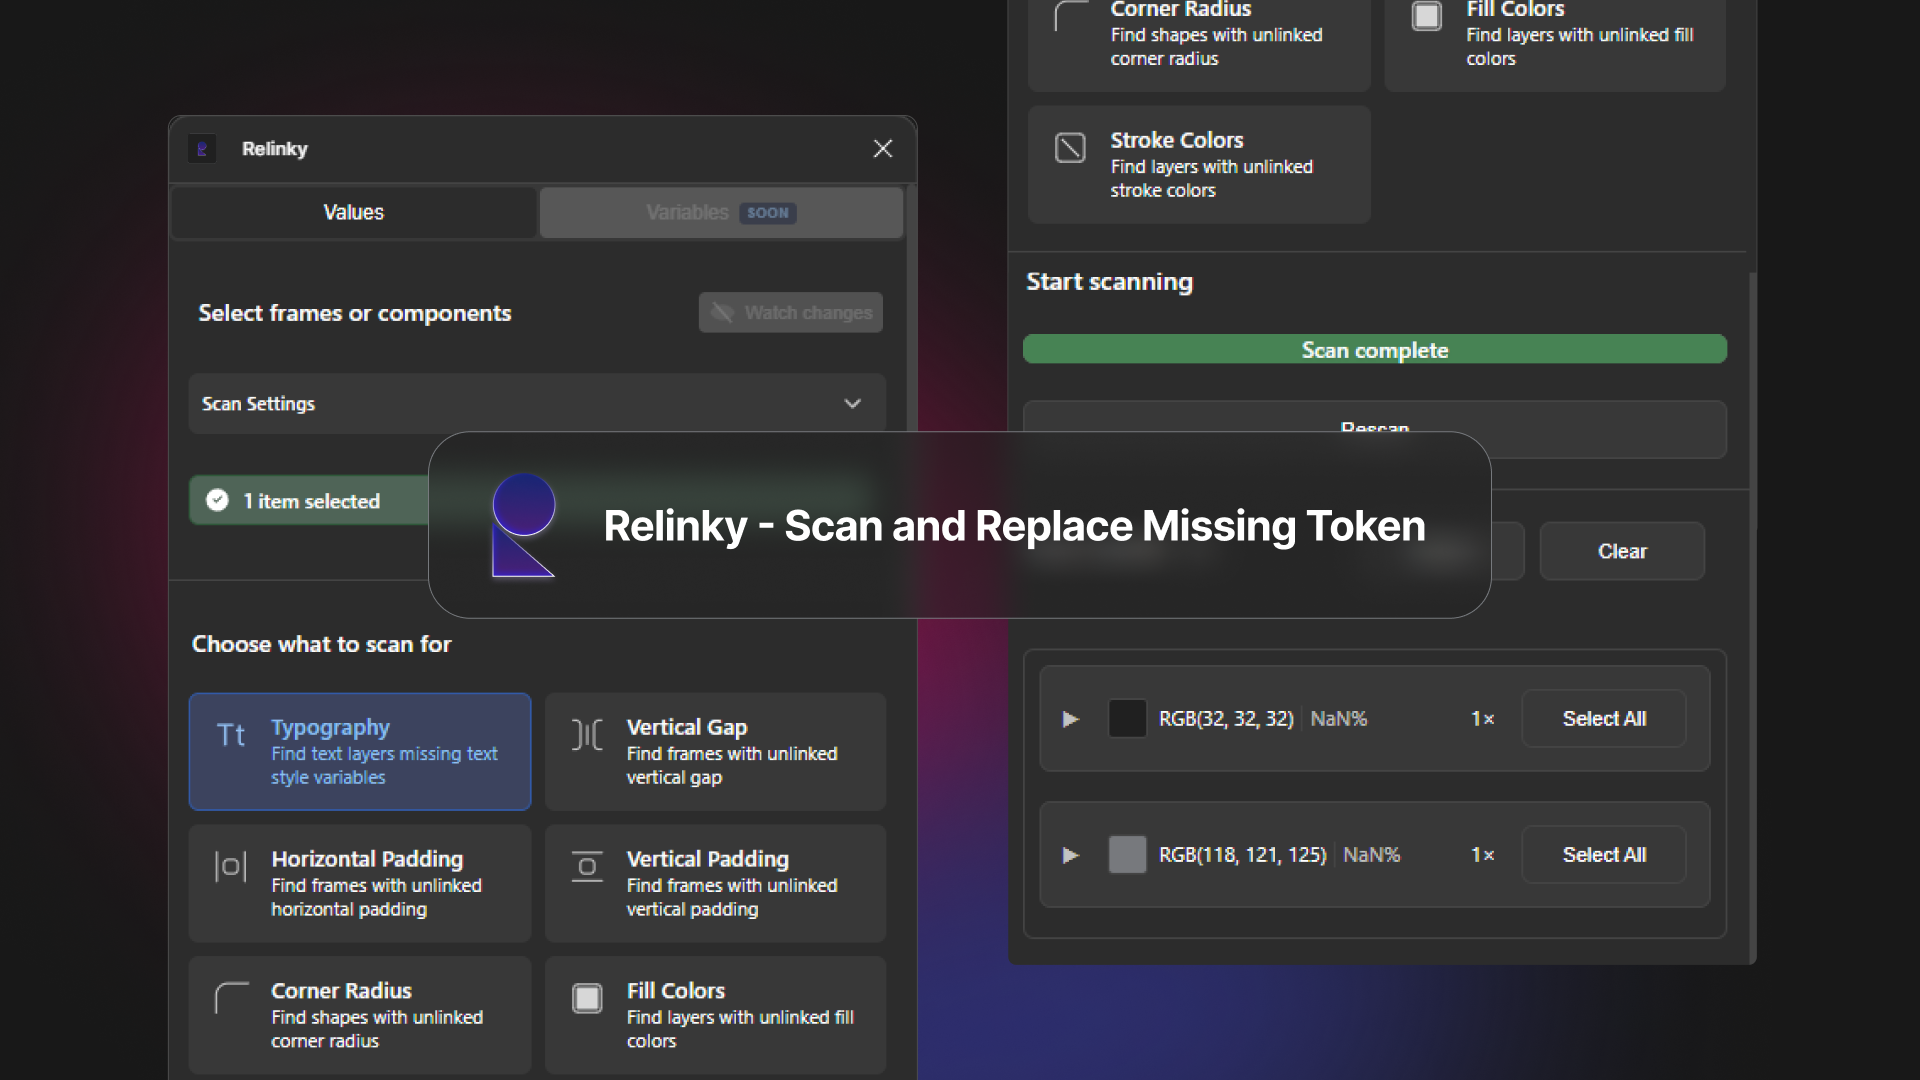 Relinky
Values
Variables SOON
Select frames or components
Watch changes
Scan Settings
1 item selected
Choose what to scan for
Typography
Find text layers missing text
style variables
Vertical Gap
Find frames with unlinked
vertical gap
Horizontal Padding
Find frames with unlinked
horizontal padding
Vertical Padding
Find frames with unlinked
vertical padding
Corner Radius
Find shapes with unlinked
corner radius
Fill Colors
Find layers with unlinked fill
colors
Relinky - Scan and Replace Missing Token
Corner Radius
Find shapes with unlinked
corner radius
Fill Colors
Find layers with unlinked fill
colors
Stroke Colors
Find layers with unlinked
stroke colors
Start scanning
Scan complete
Rescan
Clear
RGB(32, 32, 32) NaN% 1× Select All
RGB(118, 121, 125) NaN% 1× Select All